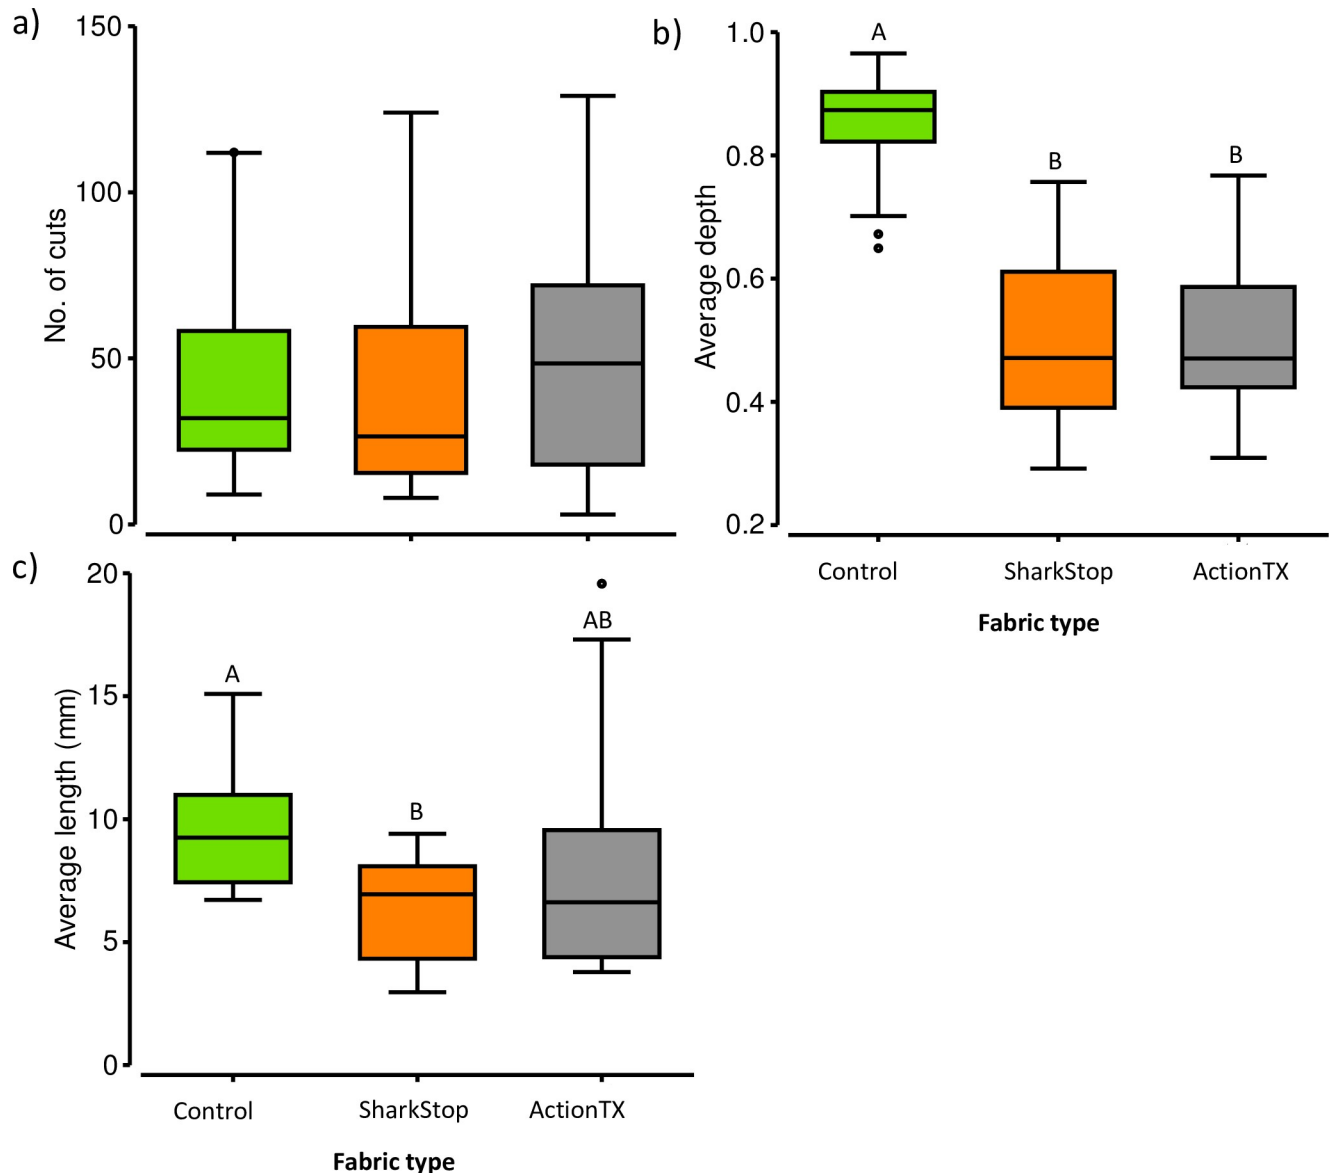 a)
150
100
50
0
No. of cuts
b)
1.0
0.8
0.6
0.4
0.2
Average depth
A
B
B
Control SharkStop ActionTX
Fabric type
c)
20
15
10
5
0
Average length (mm)
A
B
AB
Control SharkStop ActionTX
Fabric type